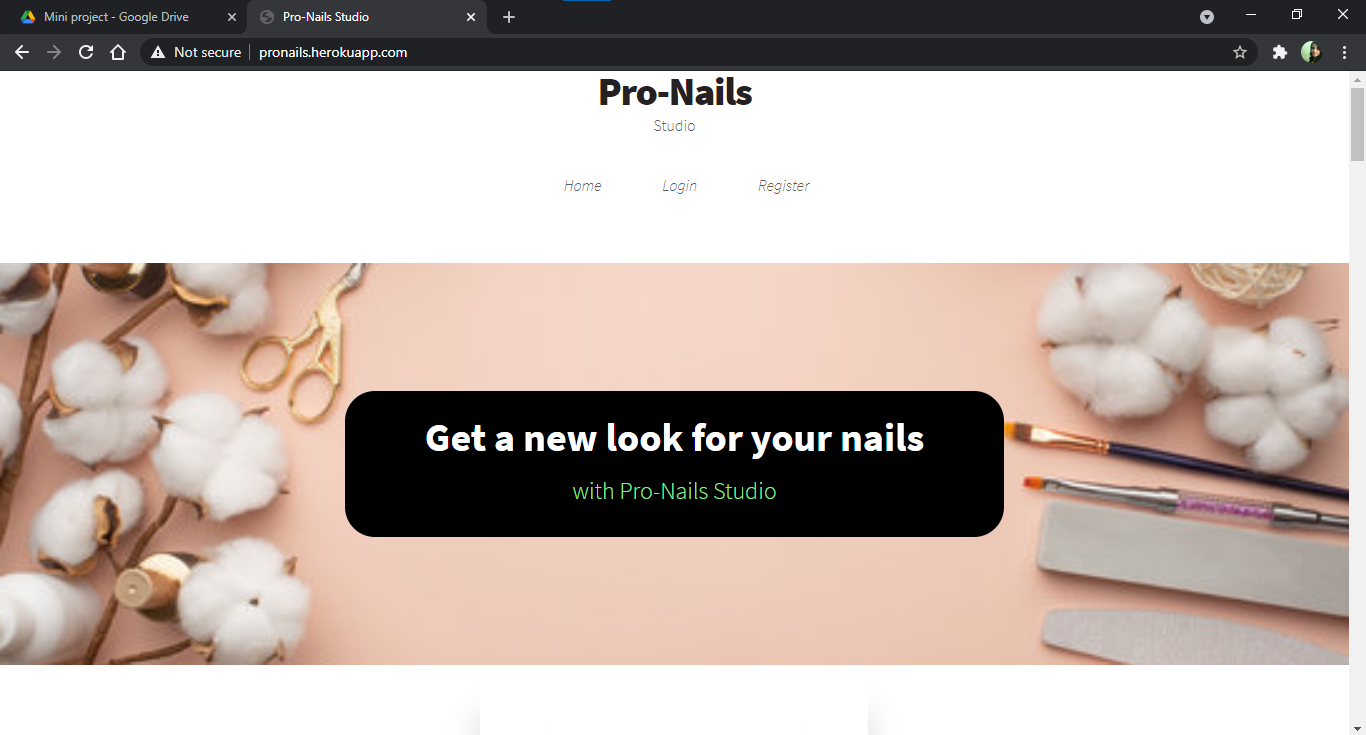 Mini project - Google Drive
Pro-Nails Studio
Not secure
pronails.herokuapp.com
Pro-Nails
Studio
Home
Login
Register
Get a new look for your nails
with Pro-Nails Studio